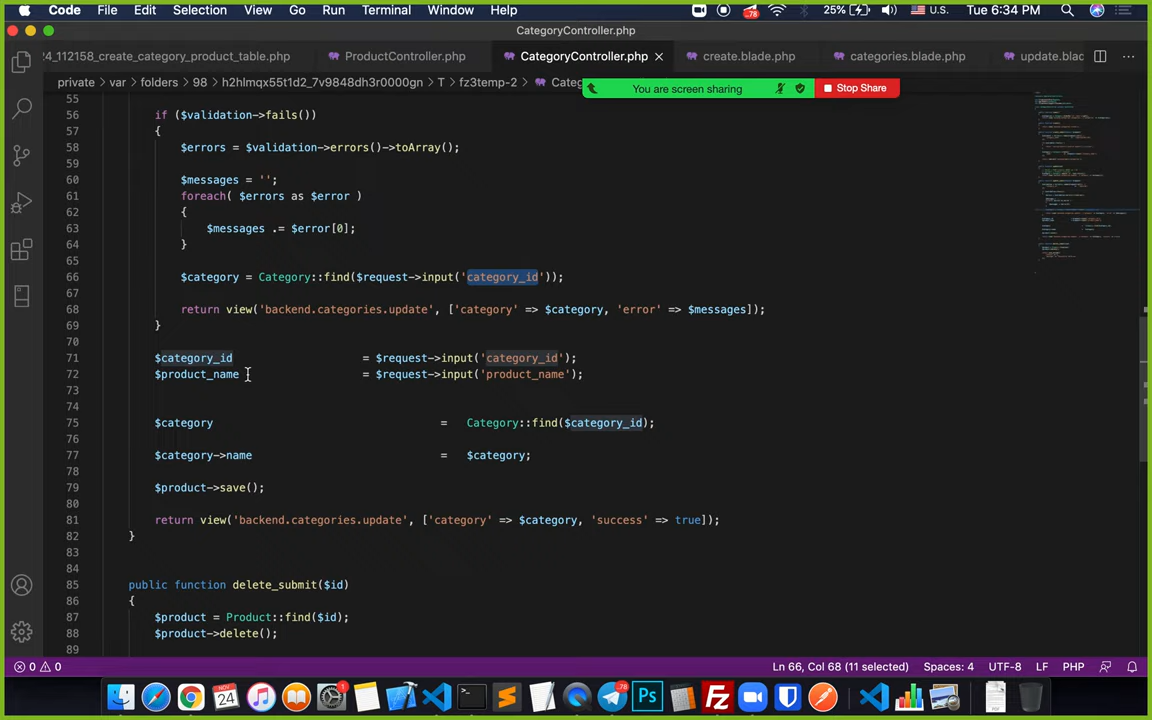 Code File Edit Selection View Go Run Terminal Window Help 78 25% U.S. Tue 6:34 PM
CategoryController.php
4_112158_create_category_product_table.php ProductController.php CategoryController.php create.blade.php categories.blade.php update.blac
private › var › folders › 98 › h2hlmqx55t1d2_7v9848dh3r0000gn › T › fz3temp-2 › Categ
You are screen sharing Stop Share
55
56 if ($validation->fails())
57 {
58 $errors = $validation->errors()->toArray();
59
60 $messages = '';
61 foreach( $errors as $error )
62 {
63 $messages .= $error[0];
64 }
65
66 $category = Category::find($request->input('category_id'));
67
68 return view('backend.categories.update', ['category' => $category, 'error' => $messages]);
69 }
70
71 $category_id = $request->input('category_id');
72 $product_name = $request->input('product_name');
73
74
75 $category = Category::find($category_id);
76
77 $category->name = $category;
78
79 $product->save();
80
81 return view('backend.categories.update', ['category' => $category, 'success' => true]);
82 }
83
84
85 public function delete_submit($id)
86 {
87 $product = Product::find($id);
88 $product->delete();
89
0 0 Ln 66, Col 68 (11 selected) Spaces: 4 UTF-8 LF PHP
NOV 24 1 78 Ps Fz